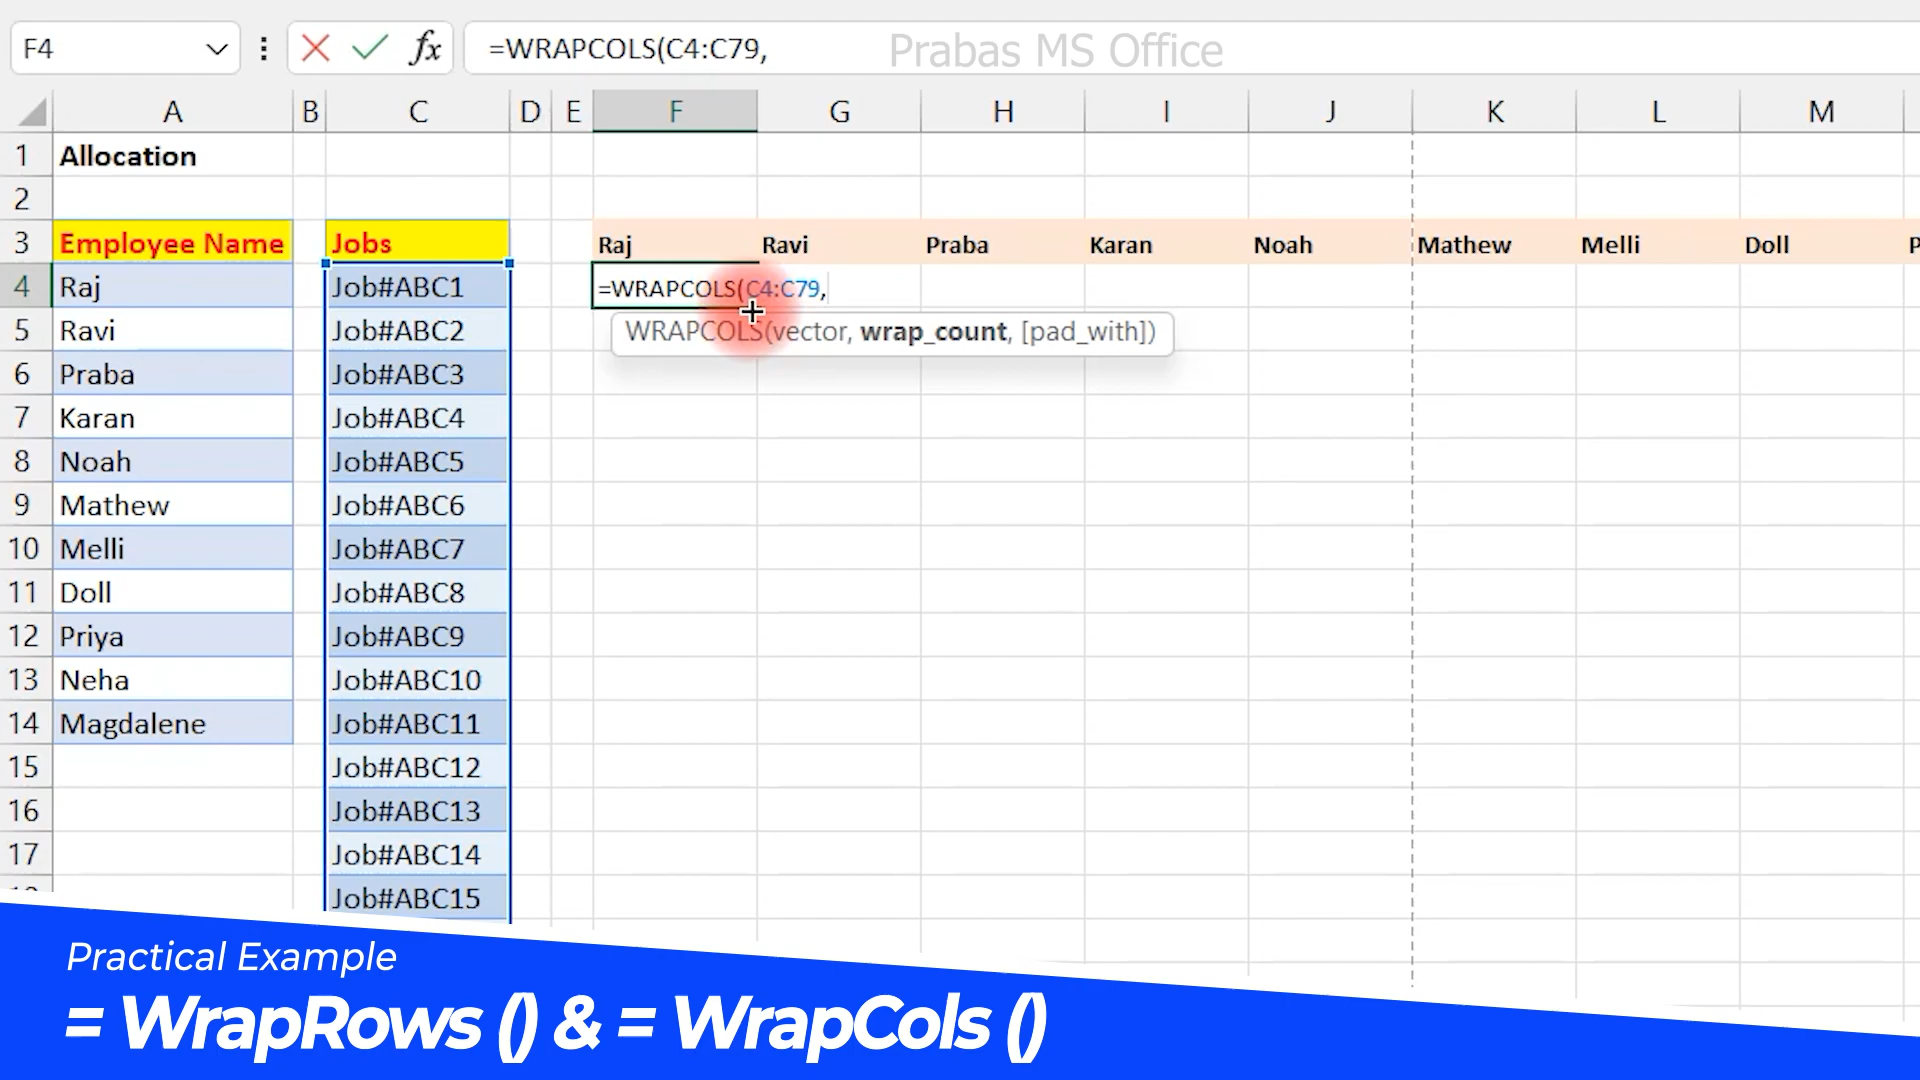 F4 =WRAPCOLS(C4:C79, Prabas MS Office
A B C D E F G H I J K L M
1 Allocation
2
3 Employee Name Jobs Raj Ravi Praba Karan Noah Mathew Melli Doll P
4 Raj Job#ABC1 =WRAPCOLS(C4:C79,
WRAPCOLS(vector, wrap_count, [pad_with])
5 Ravi Job#ABC2
6 Praba Job#ABC3
7 Karan Job#ABC4
8 Noah Job#ABC5
9 Mathew Job#ABC6
10 Melli Job#ABC7
11 Doll Job#ABC8
12 Priya Job#ABC9
13 Neha Job#ABC10
14 Magdalene Job#ABC11
15 Job#ABC12
16 Job#ABC13
17 Job#ABC14
Job#ABC15
Practical Example
= WrapRows () & = WrapCols ()